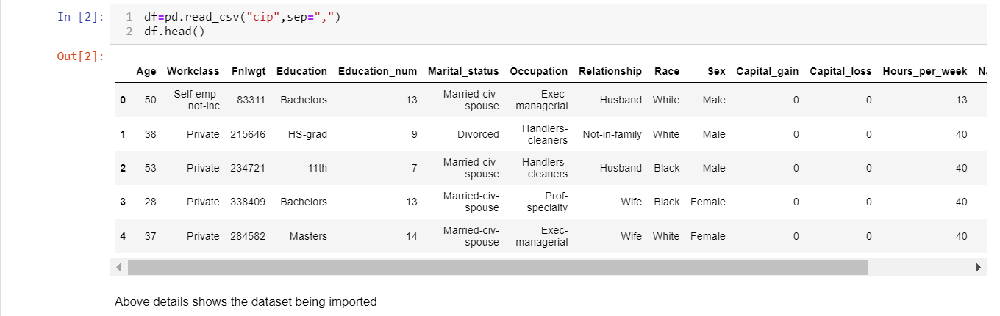 In [2]:
1 df=pd.read_csv("cip",sep=",")
2 df.head()
Out[2]:
Age Workclass Fnlwgt Education Education_num Marital_status Occupation Relationship Race Sex Capital_gain Capital_loss Hours_per_week
0 50 Self-emp-not-inc 83311 Bachelors 13 Married-civ-spouse Exec-managerial Husband White Male 0 0 13
1 38 Private 215646 HS-grad 9 Divorced Handlers-cleaners Not-in-family White Male 0 0 40
2 53 Private 234721 11th 7 Married-civ-spouse Handlers-cleaners Husband Black Male 0 0 40
3 28 Private 338409 Bachelors 13 Married-civ-spouse Prof-specialty Wife Black Female 0 0 40
4 37 Private 284582 Masters 14 Married-civ-spouse Exec-managerial Wife White Female 0 0 40
Above details shows the dataset being imported